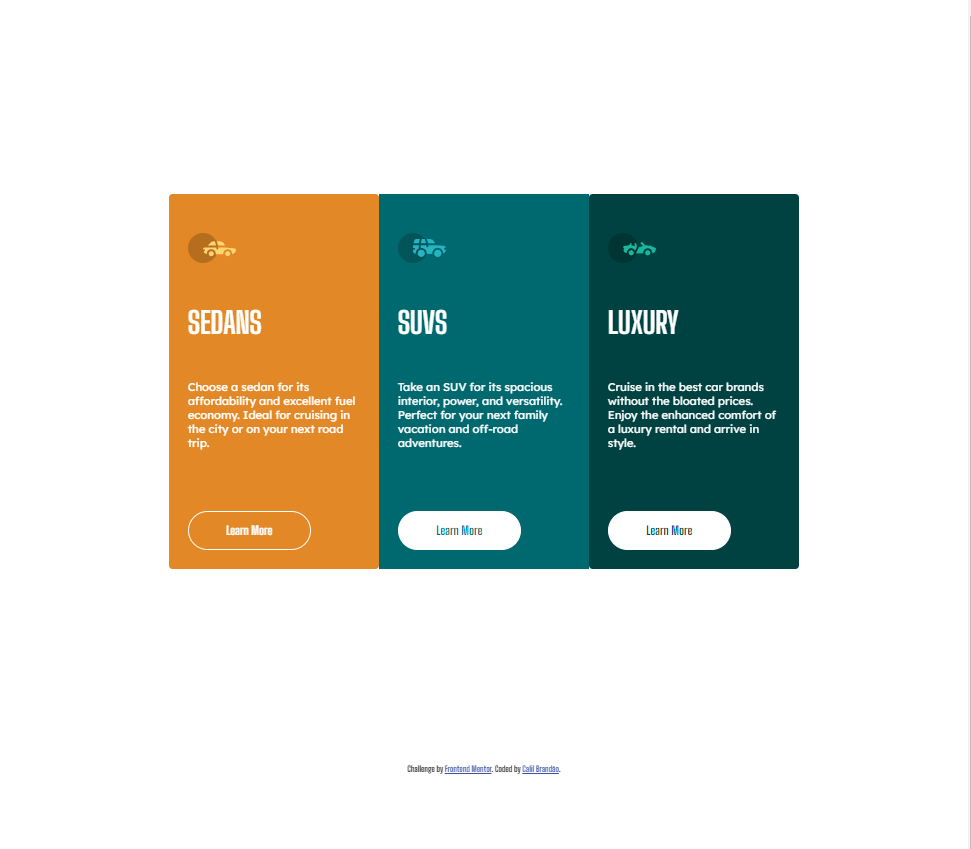 SEDANS
Choose a sedan for its
affordability and excellent fuel
economy. Ideal for cruising in
the city or on your next road
trip.
Learn More
SUVS
Take an SUV for its spacious
interior, power, and versatility.
Perfect for your next family
vacation and off-road
adventures.
Learn More
LUXURY
Cruise in the best car brands
without the bloated prices.
Enjoy the enhanced comfort of
a luxury rental and arrive in
style.
Learn More
Challenge by Frontend Mentor. Coded by Calil Brandão.